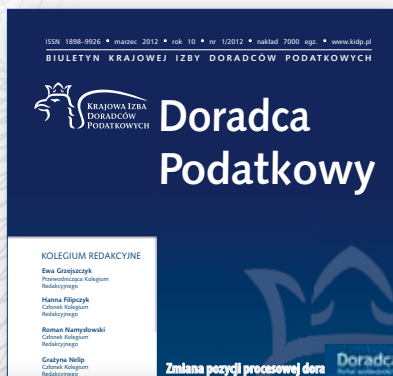 ISSN 1898-9926 • marzec 2012 • rok 10 • nr 1/2012 • nakład 7000 egz. • www.kidp.pl
BIULETYN KRAJOWEJ IZBY DORADCÓW PODATKOWYCH
KRAJOWA IZBA
DORADCÓW
PODATKOWYCH
Doradca
Podatkowy
KOLEGIUM REDAKCYJNE
Ewa Grzejszczyk
Przewodnicząca Kolegium
Redakcyjnego
Hanna Filipczyk
Członek Kolegium
Redakcyjnego
Roman Namysłowski
Członek Kolegium
Redakcyjnego
Grażyna Nelip
Członek Kolegium
Redakcyjnego
Zmiana pozycji procesowej dora
Doradca